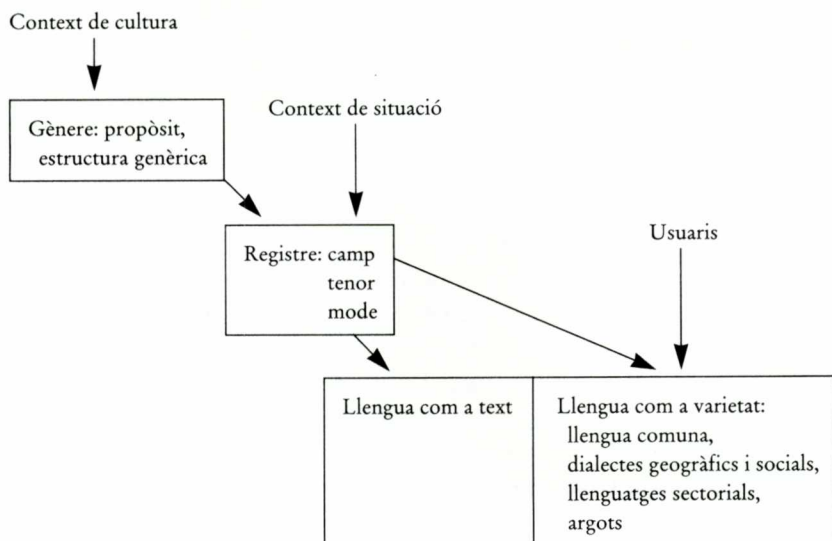 Context de cultura
Gènere: propòsit,
estructura genèrica
Context de situació
Registre: camp
tenor
mode
Usuaris
Llengua com a text
Llengua com a varietat:
llengua comuna,
dialectes geogràfics i socials,
llenguatges sectorials,
argots